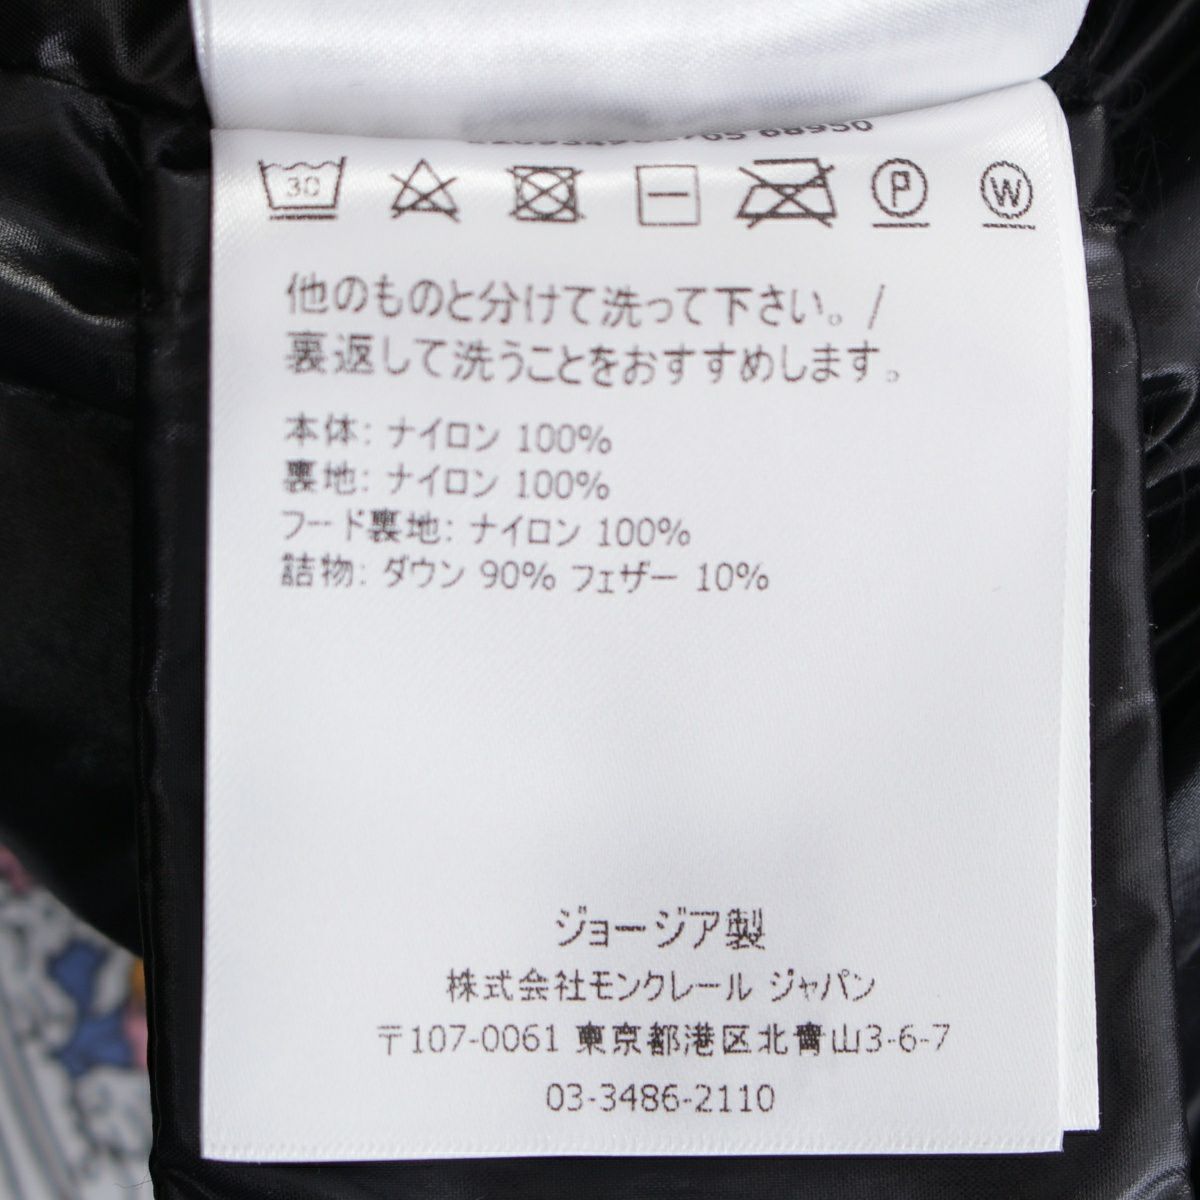 68950
30
P
W
他のものと分けて洗って下さい。/
裏返して洗うことをおすすめします。
本体: ナイロン 100%
裏地: ナイロン 100%
フード裏地: ナイロン 100%
詰物: ダウン 90% フェザー 10%
ジョージア製
株式会社モンクレール ジャパン
〒107-0061 東京都港区北青山3-6-7
03-3486-2110